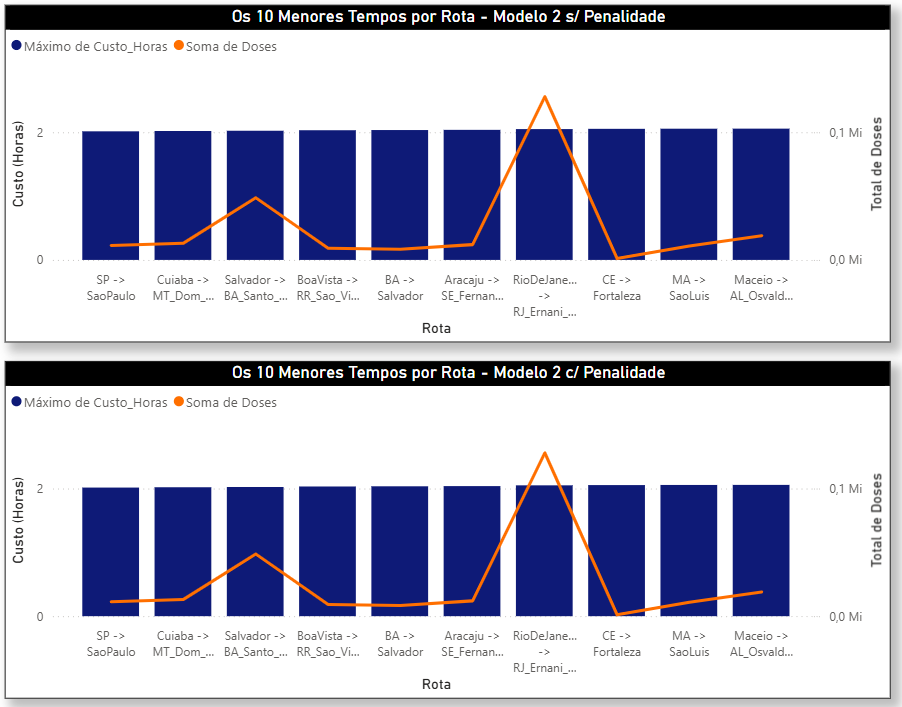 Os 10 Menores Tempos por Rota - Modelo 2 s/ Penalidade
Máximo de Custo_Horas Soma de Doses
Custo (Horas)
2
0
0,1 Mi
0,0 Mi
Total de Doses
SP -> SaoPaulo
Cuiaba -> MT_Dom_...
Salvador -> BA_Santo_...
BoaVista -> RR_Sao_Vi...
BA -> Salvador
Aracaju -> SE_Fernan...
RioDeJane... -> RJ_Ernani_...
CE -> Fortaleza
MA -> SaoLuis
Maceio -> AL_Osvald...
Rota
Os 10 Menores Tempos por Rota - Modelo 2 c/ Penalidade
Máximo de Custo_Horas Soma de Doses
Custo (Horas)
2
0
0,1 Mi
0,0 Mi
Total de Doses
SP -> SaoPaulo
Cuiaba -> MT_Dom_...
Salvador -> BA_Santo_...
BoaVista -> RR_Sao_Vi...
BA -> Salvador
Aracaju -> SE_Fernan...
RioDeJane... -> RJ_Ernani_...
CE -> Fortaleza
MA -> SaoLuis
Maceio -> AL_Osvald...
Rota